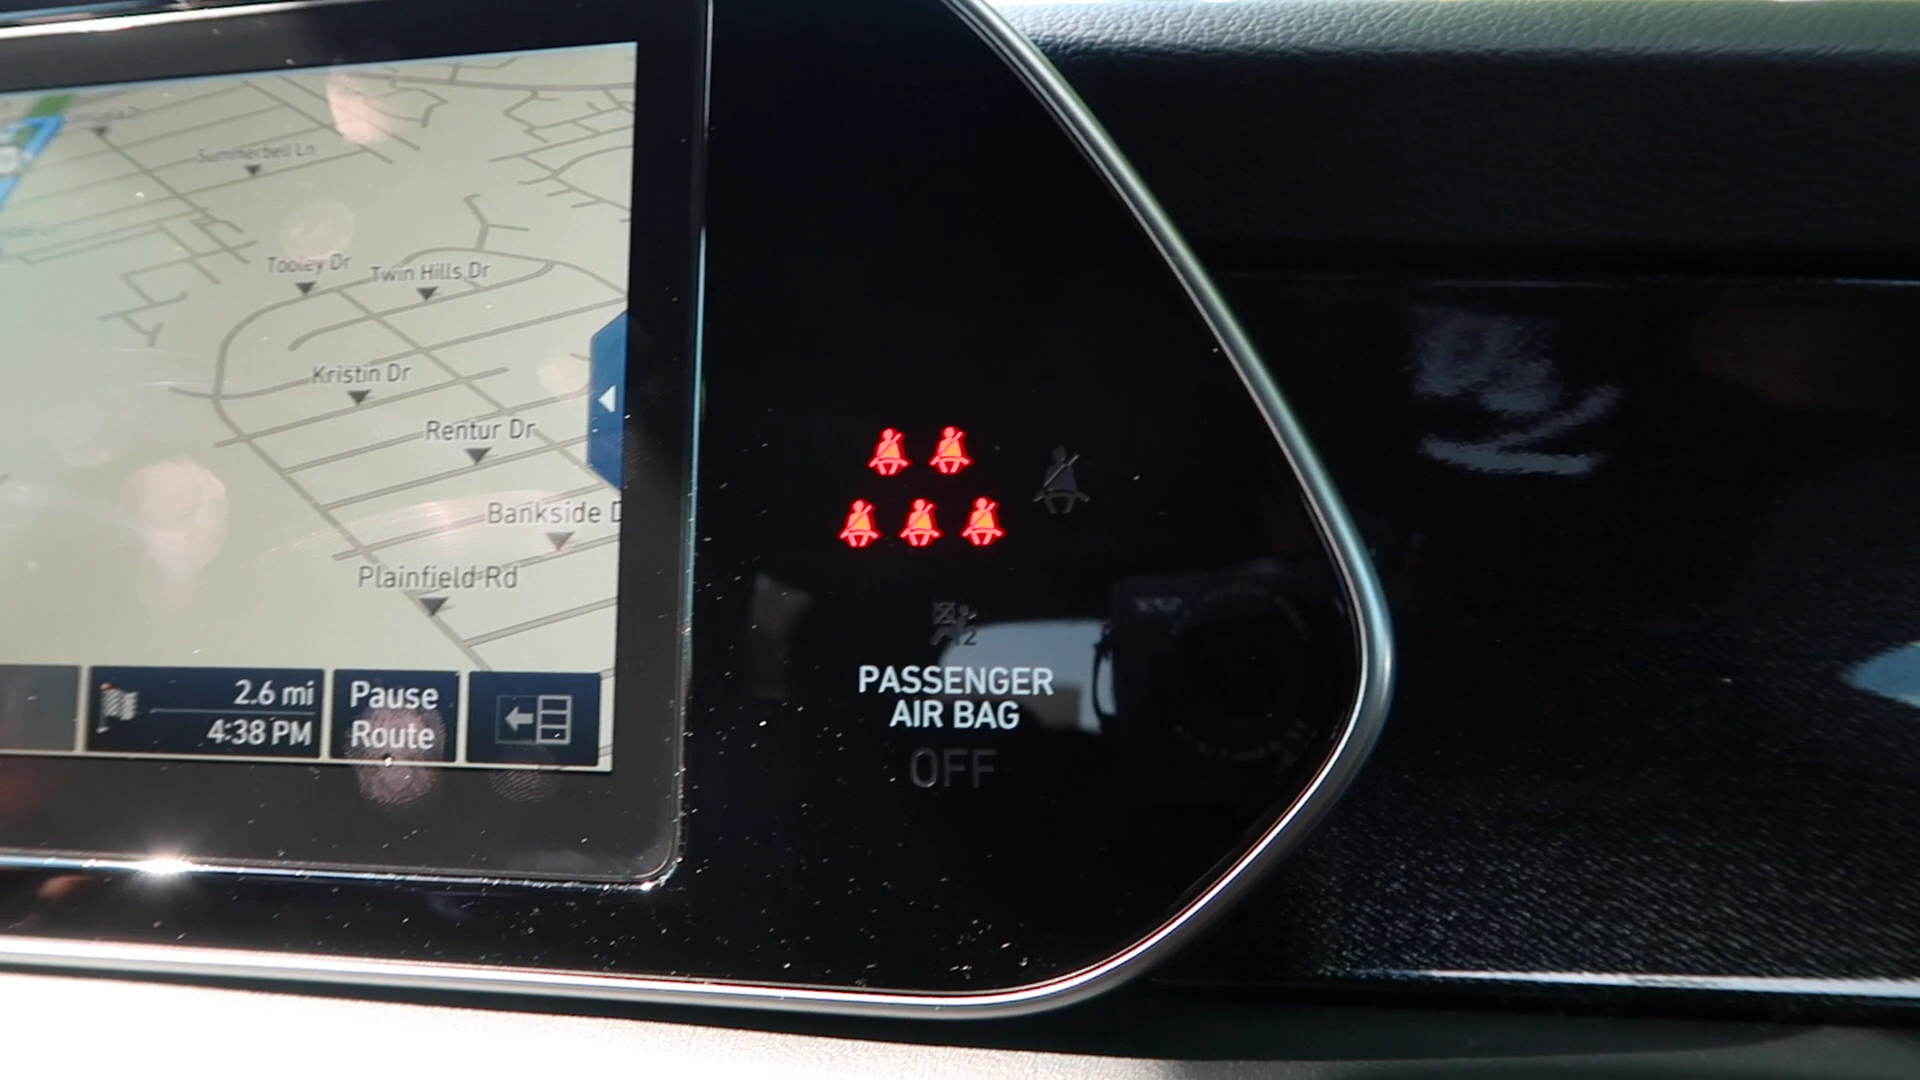 Summerbell Ln
Tooley Dr
Twin Hills Dr
Kristin Dr
Rentur Dr
Bankside D
Plainfield Rd
2.6 mi
4:38 PM
Pause
Route
2
PASSENGER
AIR BAG
OFF